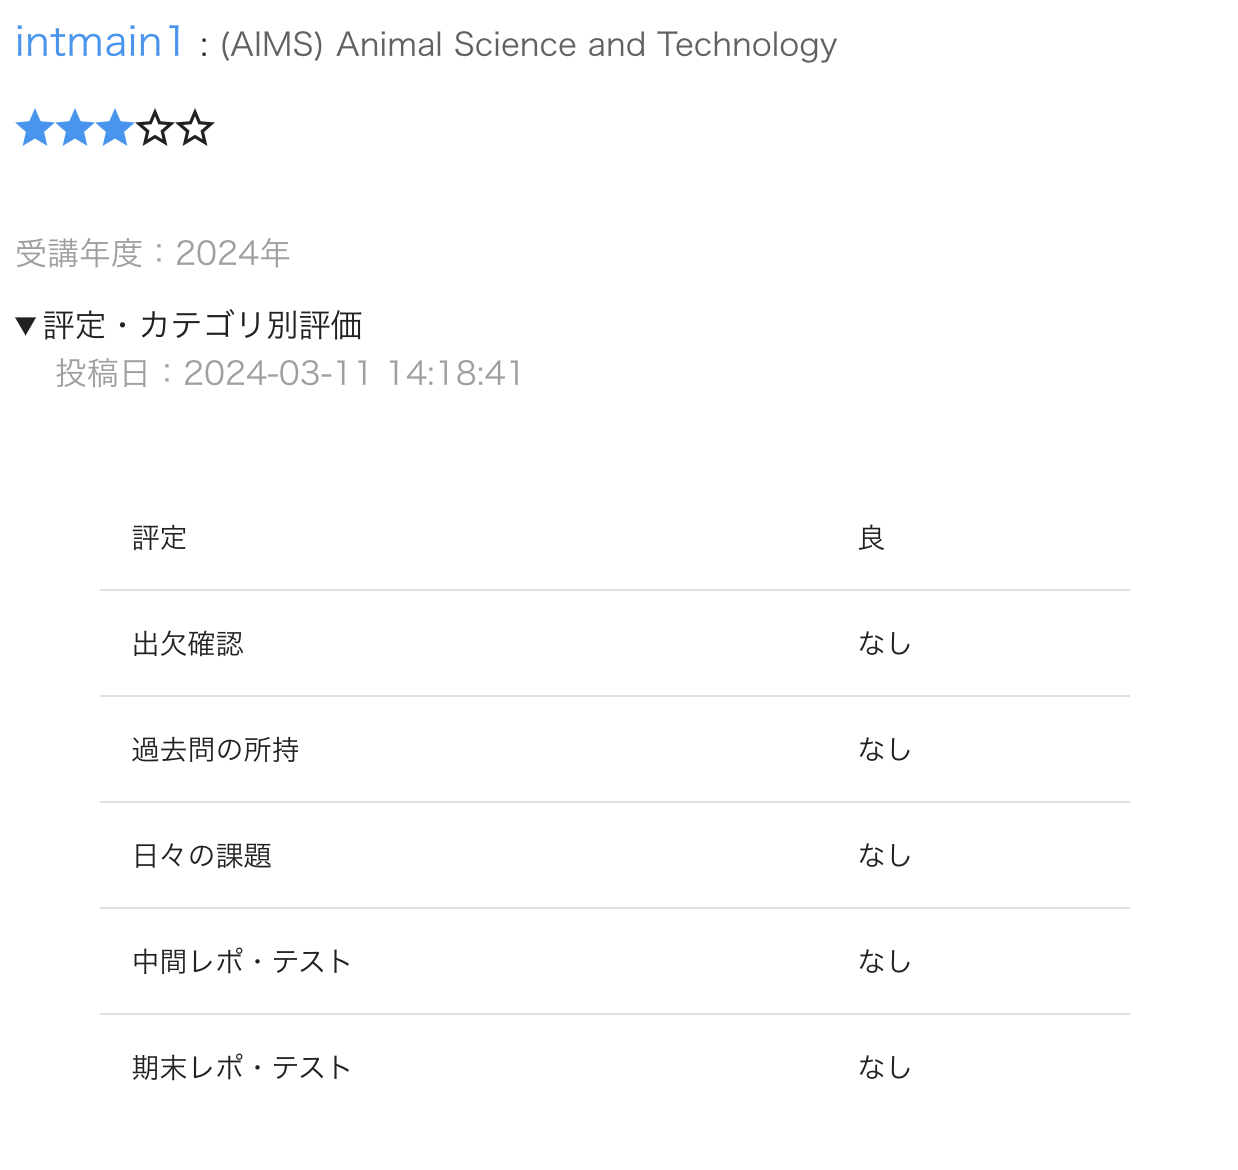 intmain1 : (AIMS) Animal Science and Technology
★★★☆☆
受講年度：2024年
▼評定・カテゴリ別評価
投稿日：2024-03-11 14:18:41
評定 良
出欠確認 なし
過去問の所持 なし
日々の課題 なし
中間レポ・テスト なし
期末レポ・テスト なし